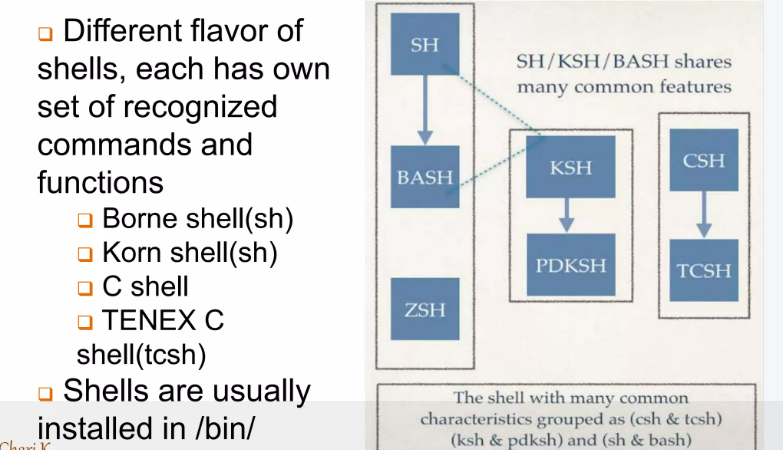 Different flavor of
shells, each has own
set of recognized
commands and
functions
Borne shell(sh)
Korn shell(sh)
C shell
TENEX C
shell(tcsh)
Shells are usually
installed in /bin/
Chari K
SH
SH/KSH/BASH shares
many common features
BASH
KSH
CSH
PDKSH
TCSH
ZSH
The shell with many common
characteristics grouped as (csh & tcsh)
(ksh & pdksh) and (sh & bash)